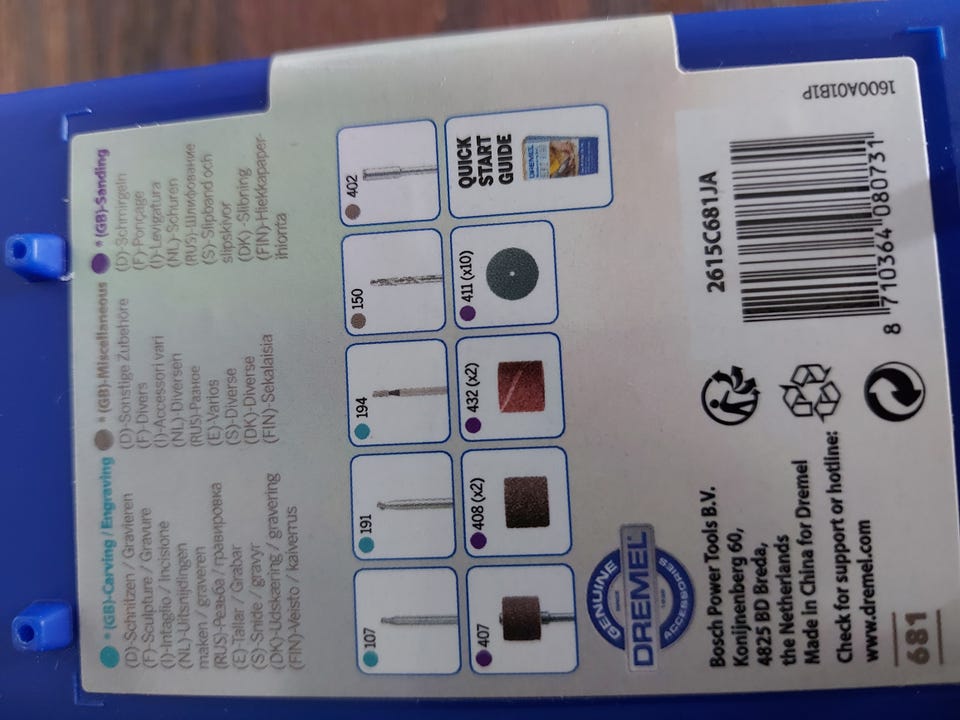 * (GB)-Carving / Engraving
(D)-Schnitzen / Gravieren
(F)-Sculpture / Gravure
(I)-Intaglio / Incisione
(NL)-Uitsnijdingen
maken / graveren
(RUS)-Резьба / гравировка
(E)-Tallar / Grabar
(S)-Snide / gravyr
(DK)-Udskæring / gravering
(FIN)-Veisto / kaiverrus
* (GB)-Miscellaneous
(D)-Sonstige Zubehöre
(F)-Divers
(I)-Accessori vari
(NL)-Diversen
(RUS)-Разное
(E)-Varios
(S)-Diverse
(DK)-Diverse
(FIN)-Sekalaisia
* (GB)-Sanding
(D)-Schmirgeln
(F)-Ponçage
(I)-Levigatura
(NL)-Schuren
(RUS)-Шлифование
(S)-Slipband och
slipskivor
(DK)-Slibning
(FIN)-Hiekkapaper-
ihionta
107
191
194
150
402
407
408 (x2)
432 (x2)
411 (x10)
QUICK
START
GUIDE
DREMEL
GENUINE
DREMEL
ACCESSORIES
Bosch Power Tools B.V.
Konijnenberg 60,
4825 BD Breda,
the Netherlands
Made In China for Dremel
Check for support or hotline:
www.dremel.com
681
2615C681JA
8 710364 080731
1600A01B1P